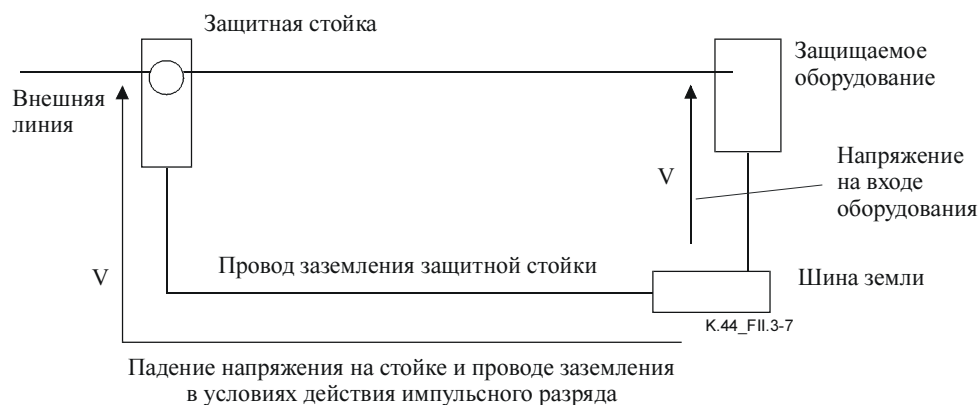 Защитная стойка
Защищаемое
оборудование
Внешняя
линия
V
Напряжение
на входе
оборудования
V
Провод заземления защитной стойки
Шина земли
K.44_FII.3-7
Падение напряжения на стойке и проводе заземления
в условиях действия импульсного разряда